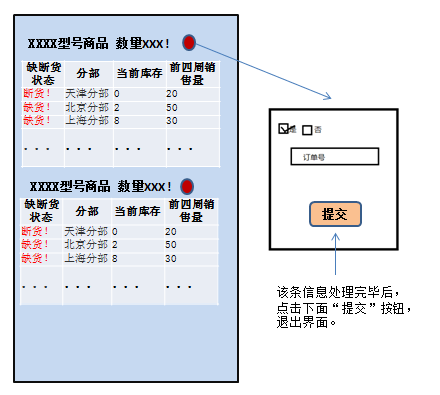 XXXX型号商品 数量xxx！
缺断货状态 分部 当前库存 前四周销售量
断货！ 天津分部 0 20
缺货！ 北京分部 2 50
缺货！ 上海分部 8 30
... ... ... ...
XXXX型号商品 数量xxx！
缺断货状态 分部 当前库存 前四周销售量
断货！ 天津分部 0 20
缺货！ 北京分部 2 50
缺货！ 上海分部 8 30
... ... ... ...
是 否
订单号
提交
该条信息处理完毕后，
点击下面“提交”按钮，
退出界面。